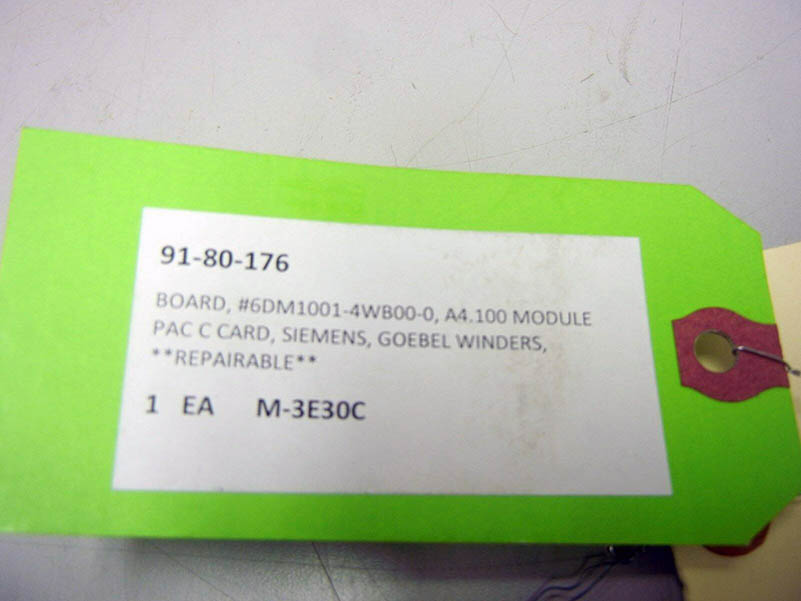 91-80-176
BOARD, #6DM1001-4WB00-0, A4.100 MODULE
PAC C CARD, SIEMENS, GOEBEL WINDERS,
**REPAIRABLE**
1 EA M-3E30C